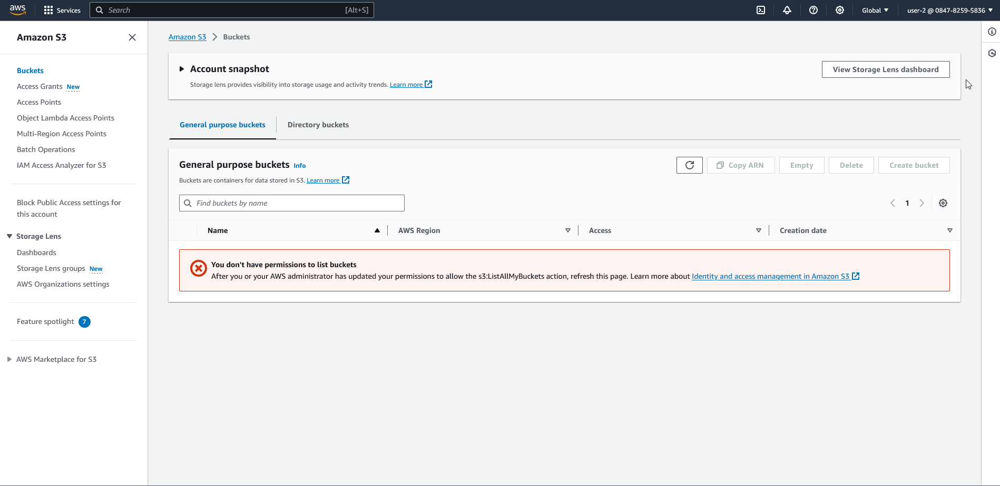 aws
Services
Search
[Alt+S]
Global
user-2 @ 0847-8259-5836
Amazon S3
Buckets
Access Grants New
Access Points
Object Lambda Access Points
Multi-Region Access Points
Batch Operations
IAM Access Analyzer for S3
Block Public Access settings for
this account
Storage Lens
Dashboards
Storage Lens groups New
AWS Organizations settings
Feature spotlight 7
AWS Marketplace for S3
Amazon S3 Buckets
Account snapshot
View Storage Lens dashboard
Storage lens provides visibility into storage usage and activity trends. Learn more
General purpose buckets
Directory buckets
General purpose buckets Info
Copy ARN
Empty
Delete
Create bucket
Buckets are containers for data stored in S3. Learn more
Find buckets by name
1
Name
AWS Region
Access
Creation date
You don't have permissions to list buckets
After you or your AWS administrator has updated your permissions to allow the s3:ListAllMyBuckets action, refresh this page. Learn more about Identity and access management in Amazon S3